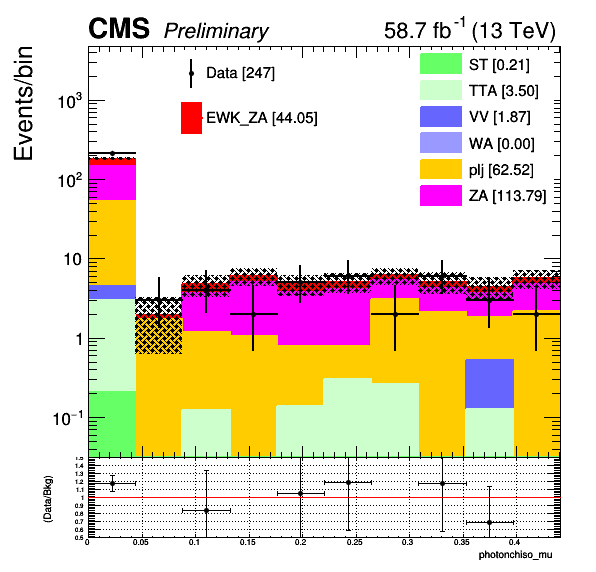 CMS Preliminary 58.7 fb⁻¹ (13 TeV)
Events/bin
Data [247]
EWK_ZA [44.05]
ST [0.21]
TTA [3.50]
VV [1.87]
WA [0.00]
plj [62.52]
ZA [113.79]
10³
10²
10
1
10⁻¹
(Data/Bkg)
1.5
1.4
1.3
1.2
1.1
1.0
0.9
0.8
0.7
0.6
0.5
0 0.05 0.1 0.15 0.2 0.25 0.3 0.35 0.4
photonchiso_mu